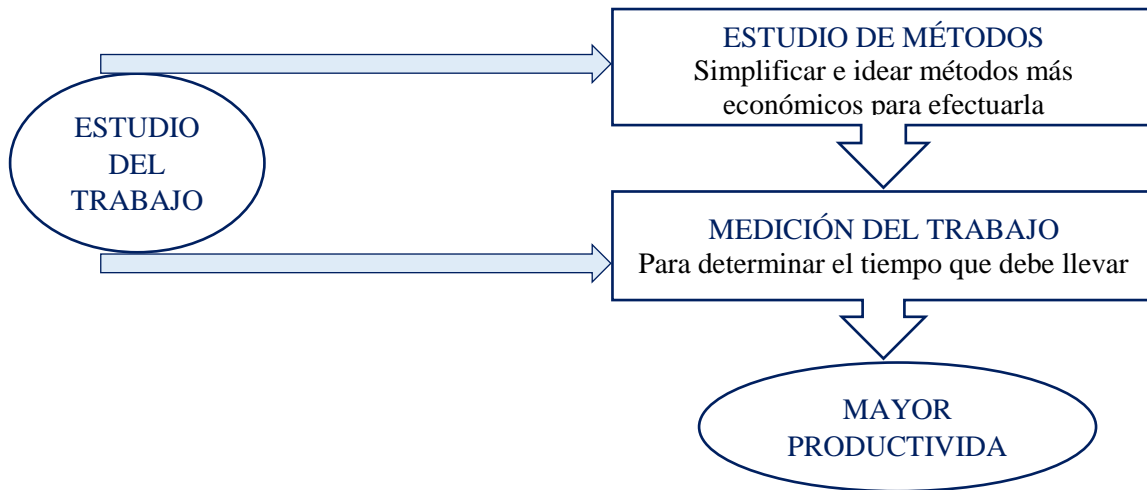 ESTUDIO DE MÉTODOS
Simplificar e idear métodos más
económicos para efectuarla
ESTUDIO
DEL
TRABAJO
MEDICIÓN DEL TRABAJO
Para determinar el tiempo que debe llevar
MAYOR
PRODUCTIVIDA